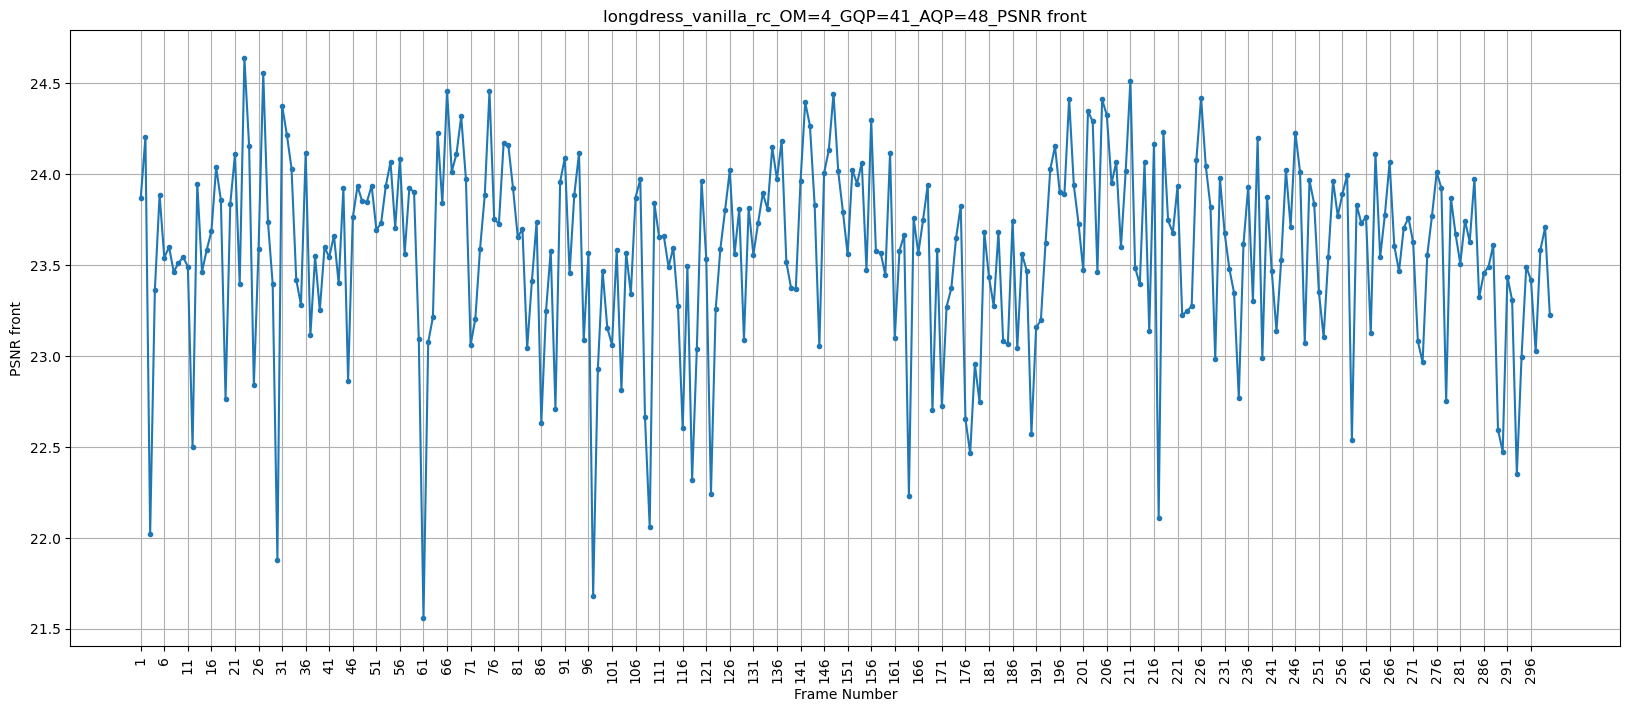 longdress_vanilla_rc_OM=4_GQP=41_AQP=48_PSNR front
PSNR front
24.5
24.0
23.5
23.0
22.5
22.0
21.5
1 6 11 16 21 26 31 36 41 46 51 56 61 66 71 76 81 86 91 96 101 106 111 116 121 126 131 136 141 146 151 156 161 166 171 176 181 186 191 196 201 206 211 216 221 226 231 236 241 246 251 256 261 266 271 276 281 286 291 296
Frame Number